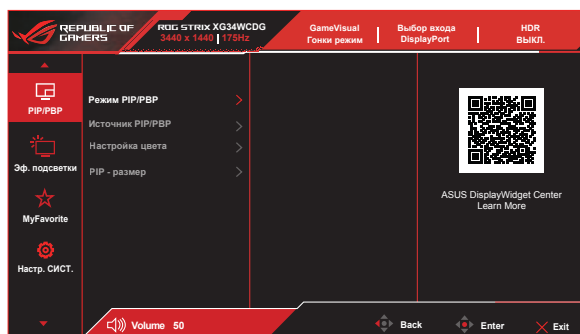 REPUBLIC OF
GAMERS
ROG STRIX XG34WCDG
3440 x 1440 175Hz
GameVisual
Гонки режим
Выбор входа
DisplayPort
HDR
ВЫКЛ.
PIP/PBP
Эф. подсветки
MyFavorite
Настр. СИСТ.
Режим PIP/PBP
Источник PIP/PBP
Настройка цвета
PIP - размер
ASUS DisplayWidget Center
Learn More
Volume 50
Back
Enter
Exit